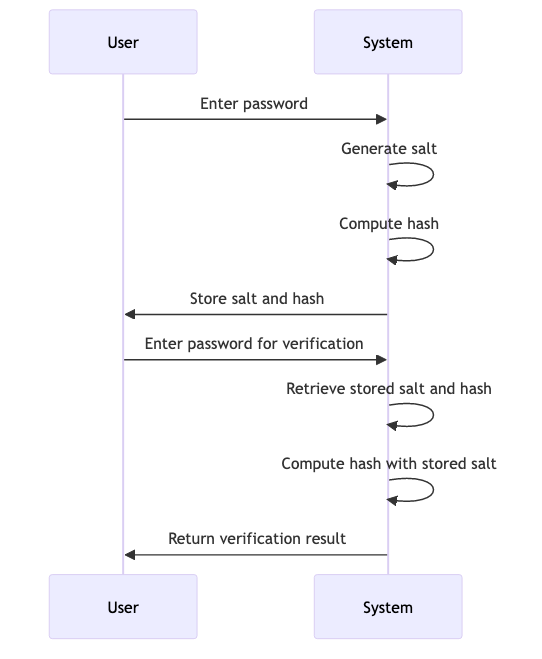 User
System
Enter password
Generate salt
Compute hash
Store salt and hash
Enter password for verification
Retrieve stored salt and hash
Compute hash with stored salt
Return verification result
User
System